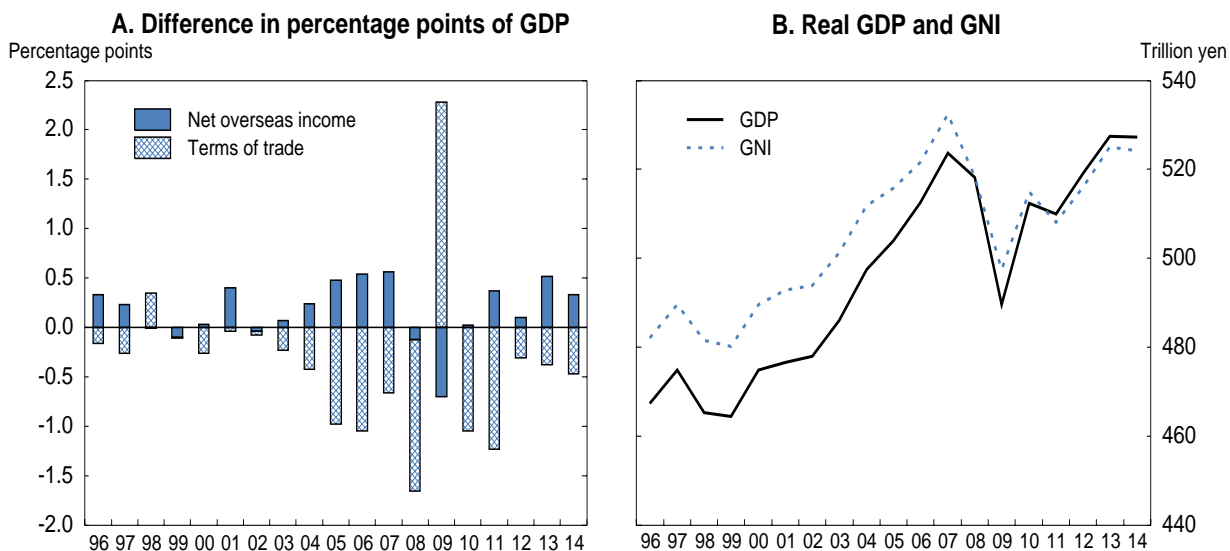 A. Difference in percentage points of GDP
Percentage points
2.5
2.0
1.5
1.0
0.5
0.0
-0.5
-1.0
-1.5
-2.0
Net overseas income
Terms of trade
96 97 98 99 00 01 02 03 04 05 06 07 08 09 10 11 12 13 14
B. Real GDP and GNI
Trillion yen
540
520
500
480
460
440
GDP
GNI
96 97 98 99 00 01 02 03 04 05 06 07 08 09 10 11 12 13 14